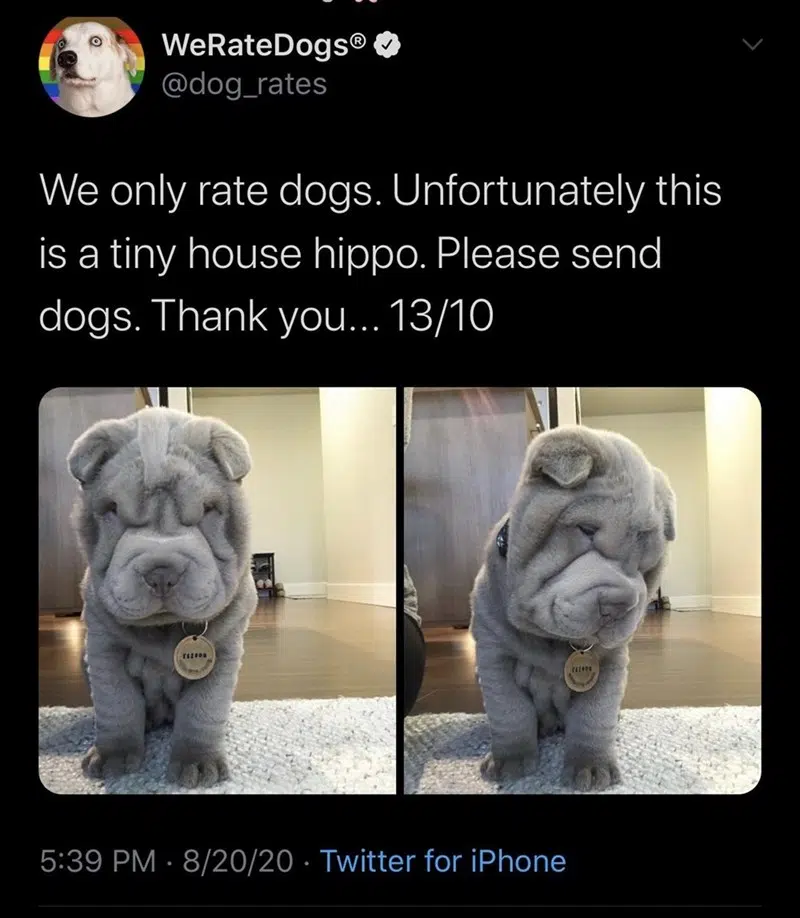 WeRateDogs®
@dog_rates
We only rate dogs. Unfortunately this
is a tiny house hippo. Please send
dogs. Thank you... 13/10
5:39 PM · 8/20/20 · Twitter for iPhone